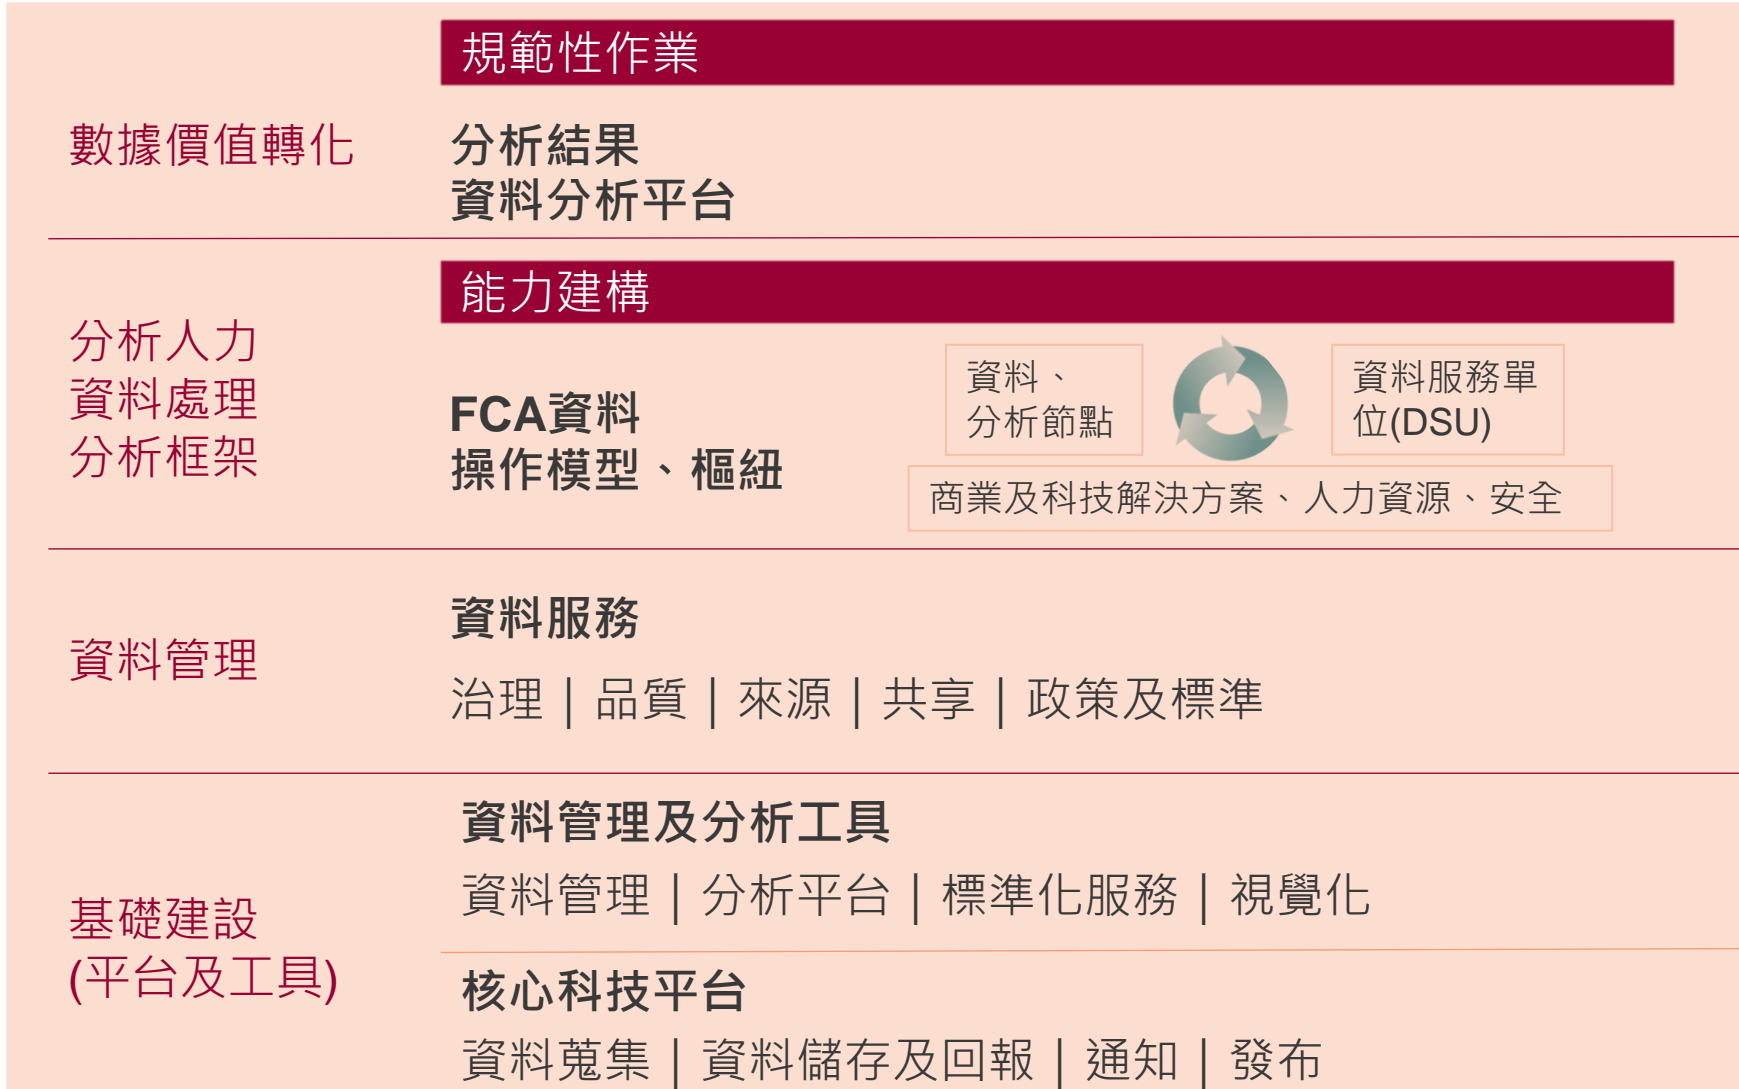 規範性作業
數據價值轉化
分析結果
資料分析平台
能力建構
分析人力
資料處理
分析框架
FCA資料
操作模型、樞紐
資料、
分析節點
資料服務單
位(DSU)
商業及科技解決方案、人力資源、安全
資料管理
資料服務
治理 | 品質 | 來源 | 共享 | 政策及標準
基礎建設
(平台及工具)
資料管理及分析工具
資料管理 | 分析平台 | 標準化服務 | 視覺化
核心科技平台
資料蒐集 | 資料儲存及回報 | 通知 | 發布